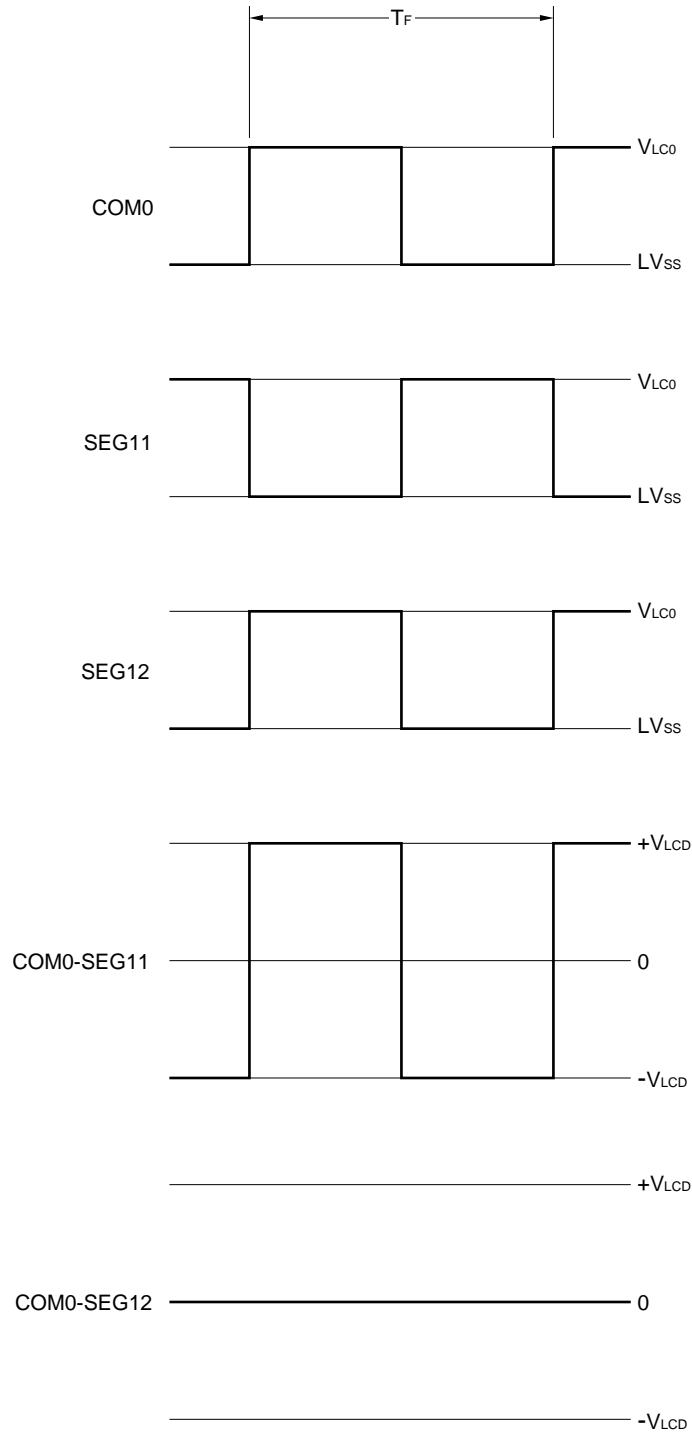 TF
VLC0
COM0
LVSS
VLC0
SEG11
LVSS
VLC0
SEG12
LVSS
+VLCD
COM0-SEG11
0
-VLCD
+VLCD
COM0-SEG12
0
-VLCD